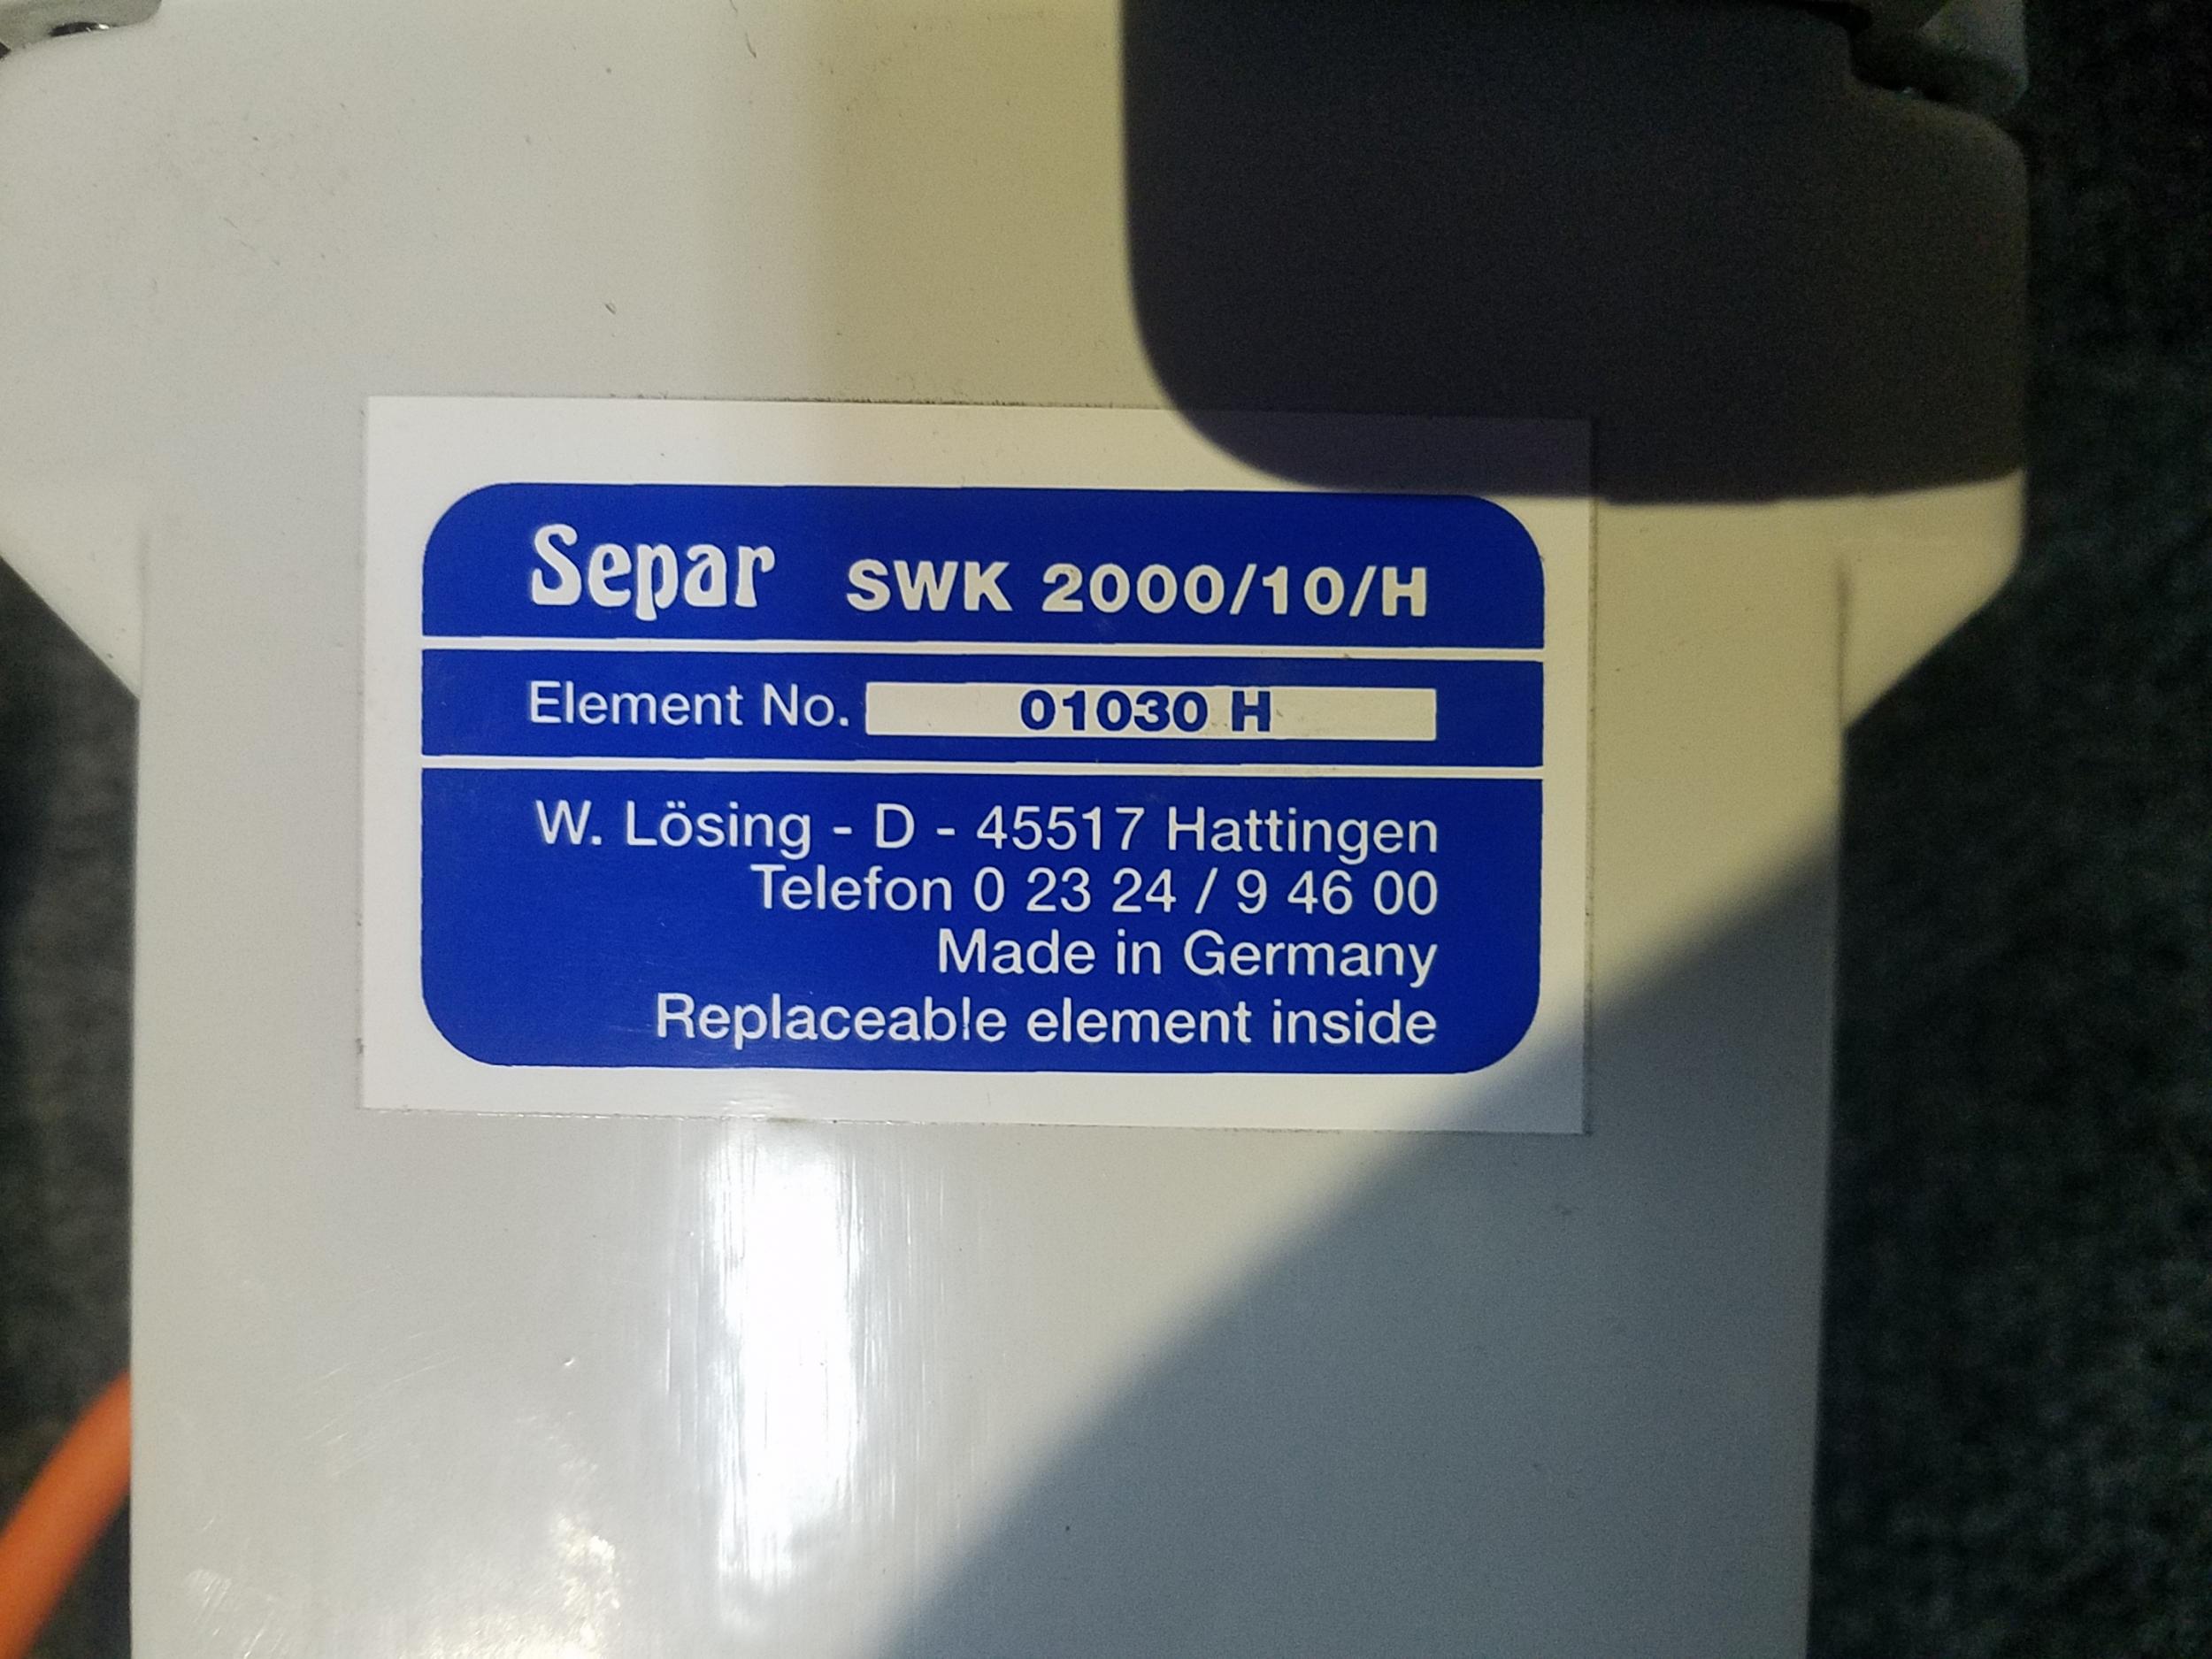 Separ SWK 2000/10/H
Element No. 01030 H
W. Lösing - D - 45517 Hattingen
Telefon 0 23 24 / 9 46 00
Made in Germany
Replaceable element inside